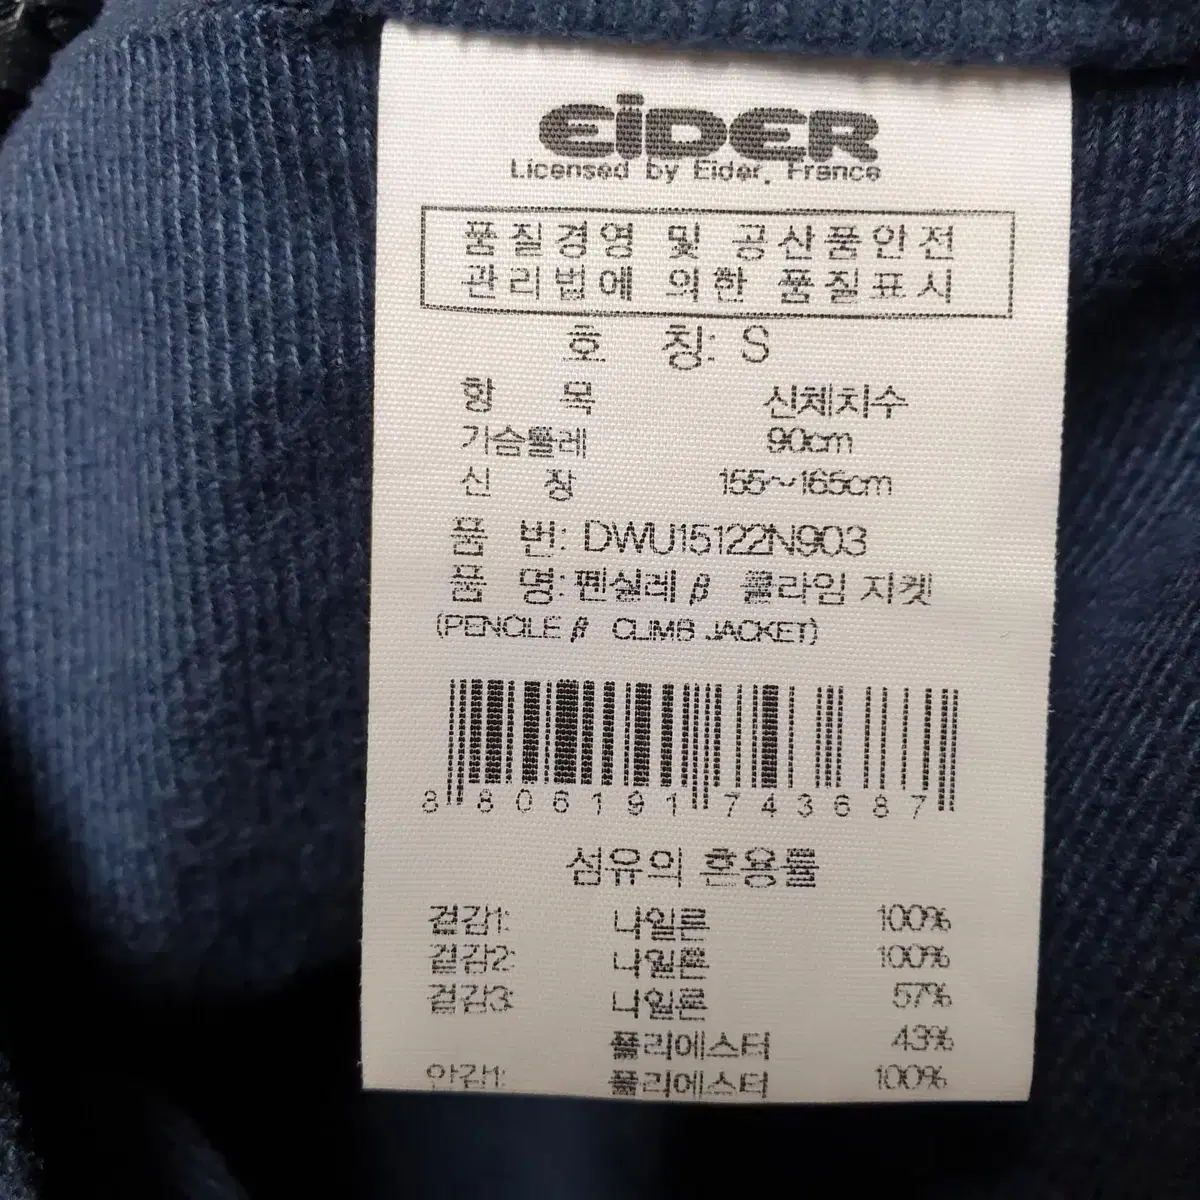 EiDER
Licensed by Eider, France
품질경영 및 공산품안전
관리법에 의한 품질표시
호 칭: S
항 목 신체치수
기슴둘레 90cm
신 장 155~165cm
품 번: DWU15122N903
품 명: 펜실레 β 클라임 자켓
(PENCILE β CLIMB JACKET)
8 806191 743687
섬유의 혼용률
겉감1: 나일론 100%
겉감2: 나일론 100%
겉감3: 나일론 57%
폴리에스터 43%
안감1: 폴리에스터 100%